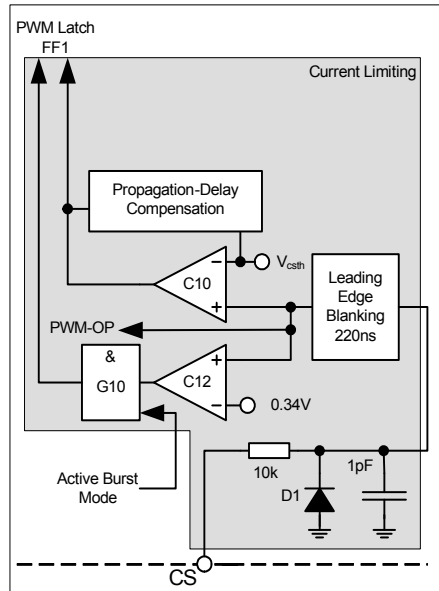 PWM Latch
FF1
Current Limiting
Propagation-Delay
Compensation
−
Vcsth
C10
+
Leading
Edge
Blanking
220ns
PWM-OP
&
G10
+
C12
−
0.34V
10k
1pF
D1
Active Burst
Mode
CS